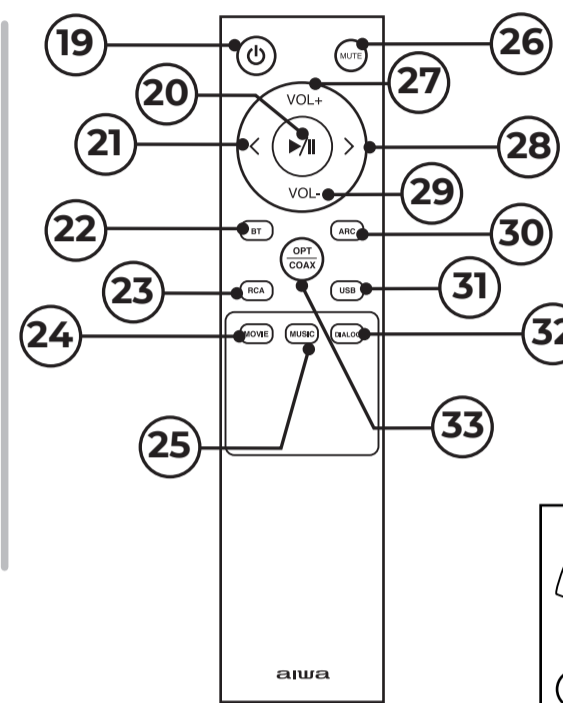 19
26
MUTE
27
20
VOL+
21
28
VOL-
29
22
BT
ARC
30
OPT
COAX
23
RCA
USB
31
24
MOVIE
MUSIC
DIALOG
32
25
33
aiwa